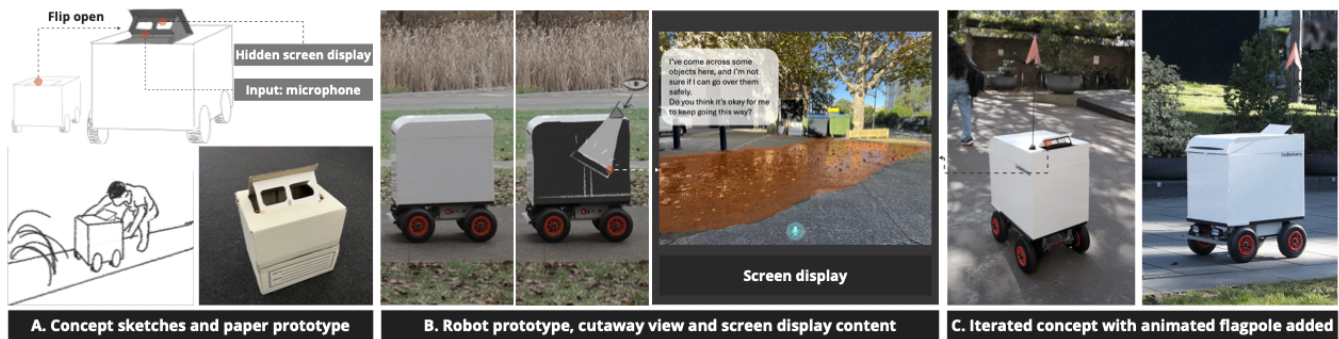 Flip open
Hidden screen display
Input: microphone
A. Concept sketches and paper prototype
I've come across some
objects here, and I'm not
sure if I can go over them
safely.
Do you think it's okay for me
to keep going this way?
Screen display
B. Robot prototype, cutaway view and screen display content
C. Iterated concept with animated flagpole added